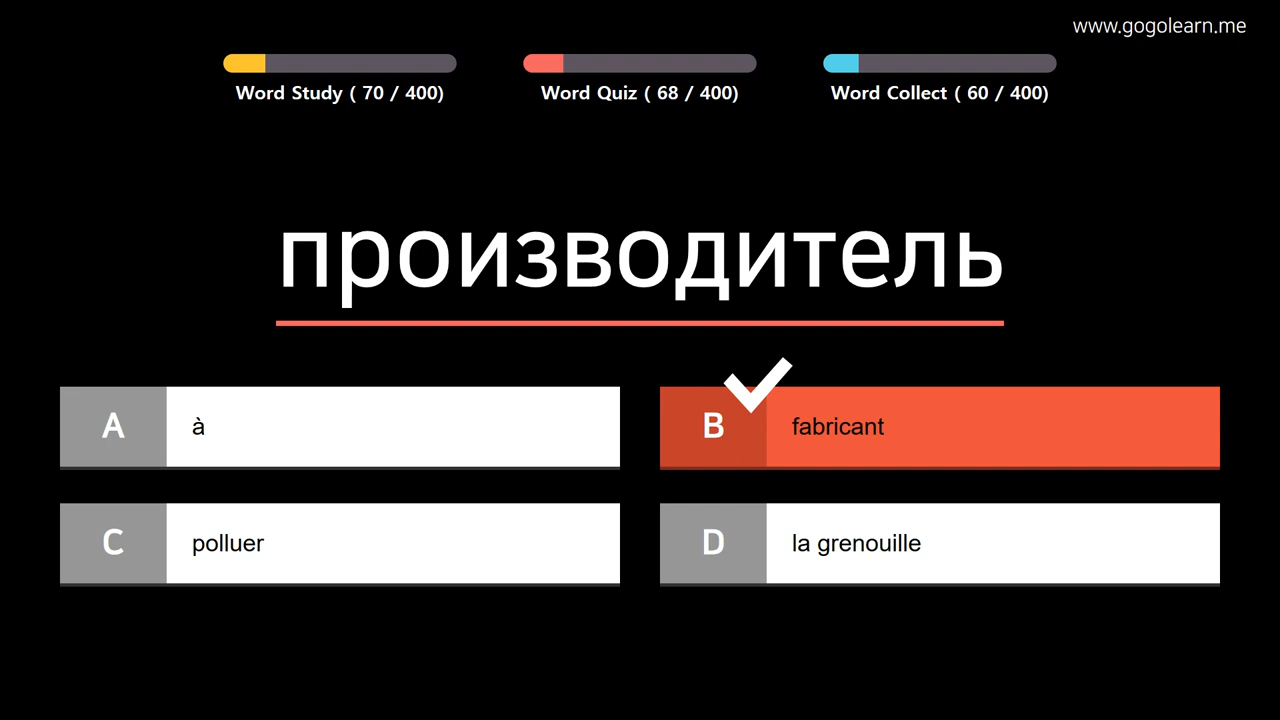 www.gogolearn.me
Word Study ( 70 / 400)
Word Quiz ( 68 / 400)
Word Collect ( 60 / 400)
производитель
A à
B fabricant
C polluer
D la grenouille